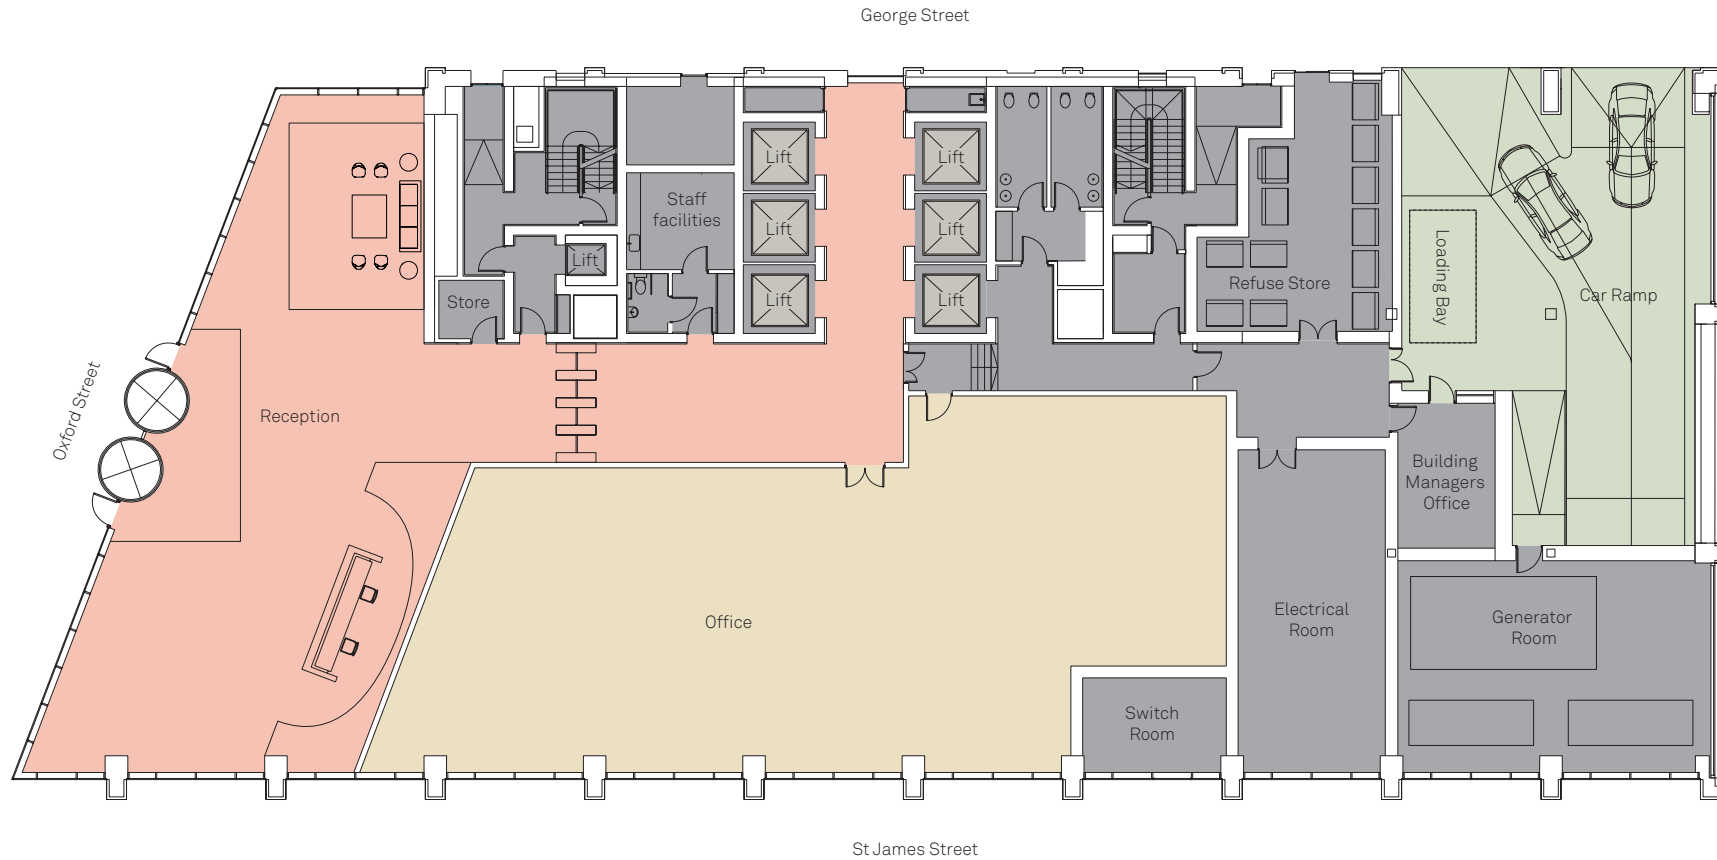 George Street
Lift
Lift
Staff
facilities
Lift
Lift
Lift
Loading Bay
Store
Lift
Lift
Refuse Store
Car Ramp
Oxford Street
Reception
Building
Managers
Office
Office
Electrical
Room
Generator
Room
Switch
Room
St James Street